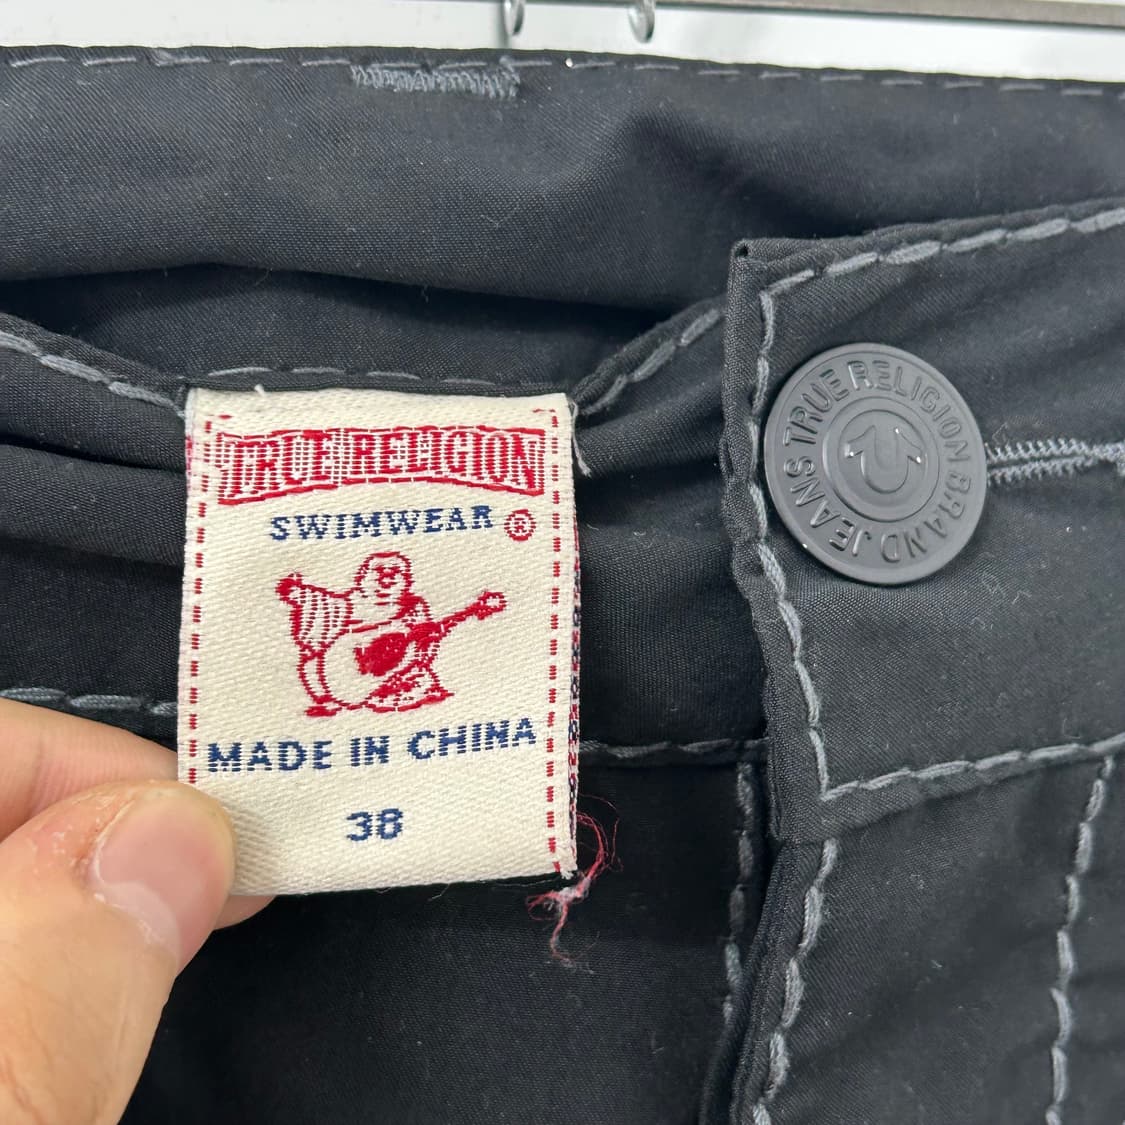 TRUE RELIGION
SWIMWEAR ®
MADE IN CHINA
38
TRUE RELIGION BRAND JEANS